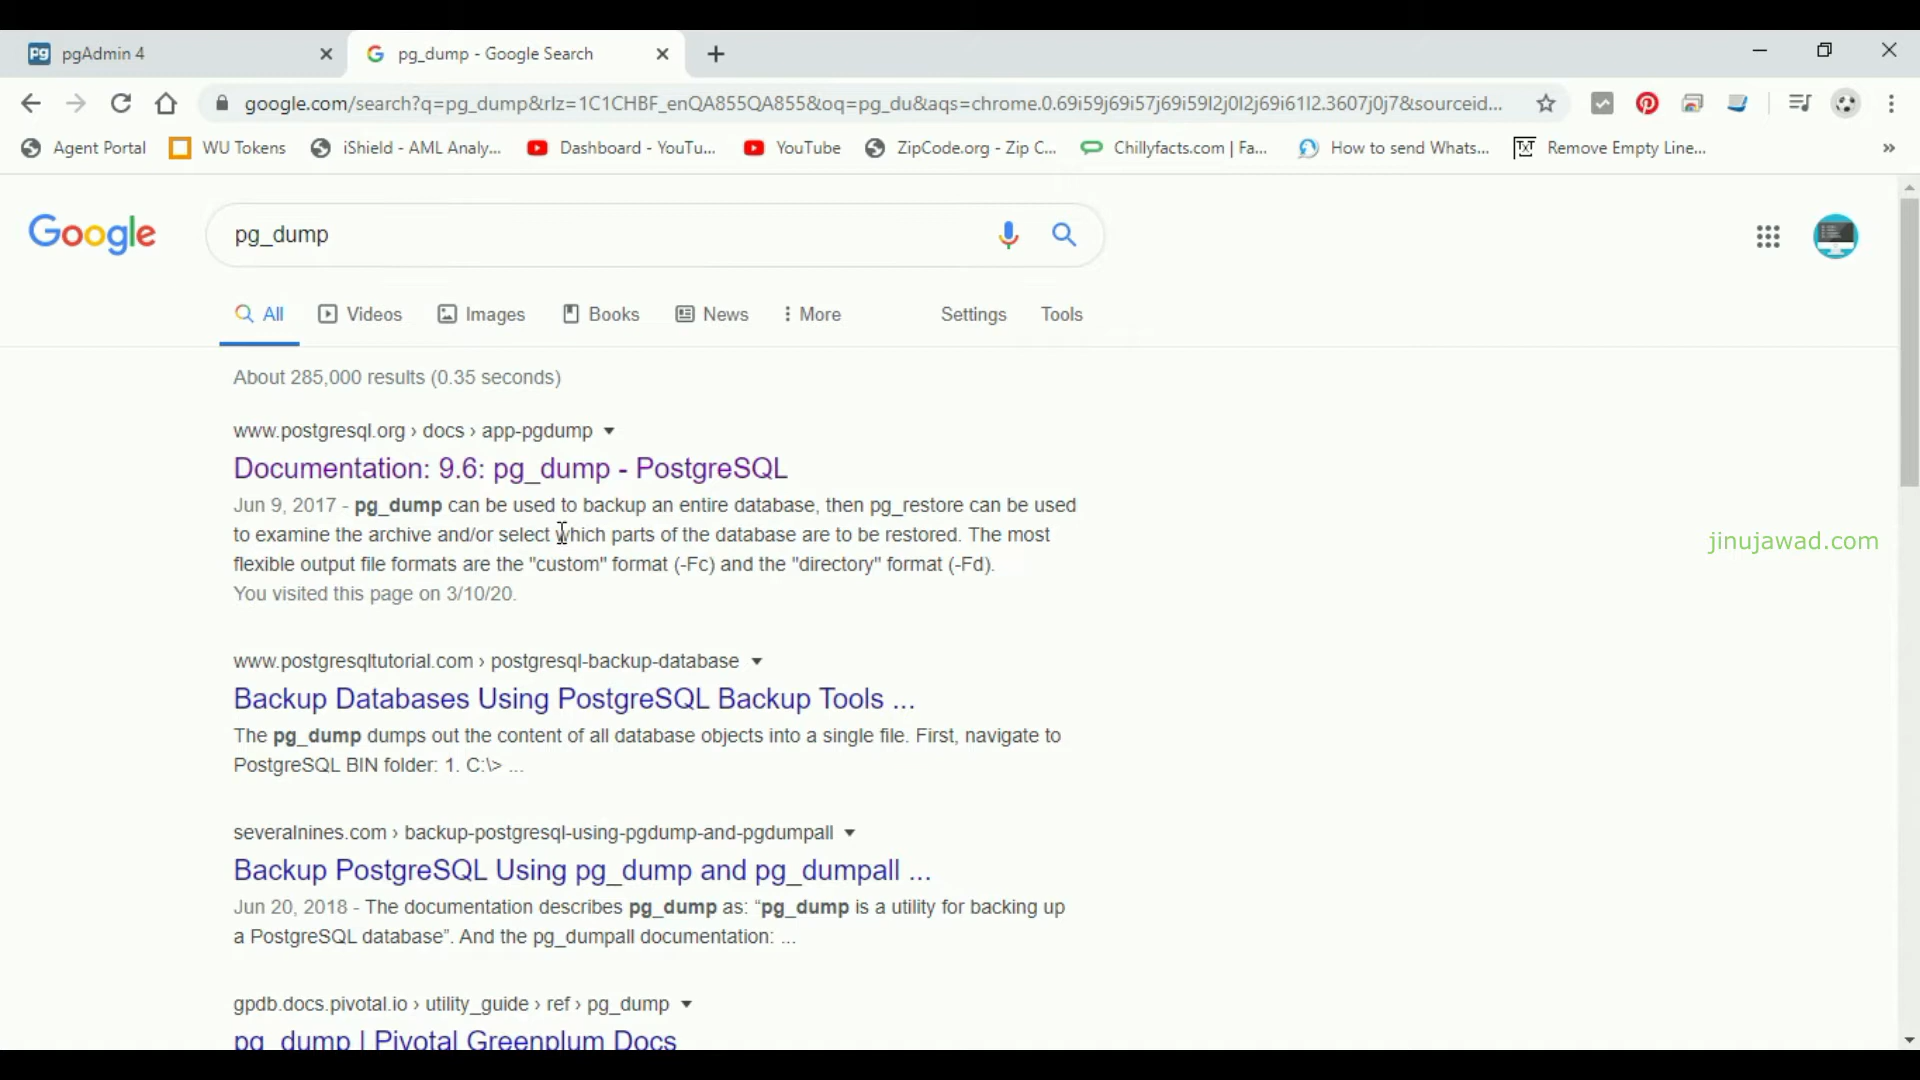 pgAdmin 4
pg_dump - Google Search
google.com/search?q=pg_dump&rlz=1C1CHBF_enQA855QA855&oq=pg_du&aqs=chrome.0.69i59j69i57j69i59l2j0l2j69i61l2.3607j0j7&sourceid...
Agent Portal
WU Tokens
iShield - AML Analy...
Dashboard - YouTu...
YouTube
ZipCode.org - Zip C...
Chillyfacts.com | Fa...
How to send Whats...
Remove Empty Line...
Google
pg_dump
All
Videos
Images
Books
News
More
Settings
Tools
About 285,000 results (0.35 seconds)
www.postgresql.org › docs › app-pgdump
Documentation: 9.6: pg_dump - PostgreSQL
Jun 9, 2017 - pg_dump can be used to backup an entire database, then pg_restore can be used
to examine the archive and/or select which parts of the database are to be restored. The most
flexible output file formats are the "custom" format (-Fc) and the "directory" format (-Fd).
You visited this page on 3/10/20.
jinujawad.com
www.postgresqltutorial.com › postgresql-backup-database
Backup Databases Using PostgreSQL Backup Tools ...
The pg_dump dumps out the content of all database objects into a single file. First, navigate to
PostgreSQL BIN folder: 1. C:\> ...
severalnines.com › backup-postgresql-using-pgdump-and-pgdumpall
Backup PostgreSQL Using pg_dump and pg_dumpall ...
Jun 20, 2018 - The documentation describes pg_dump as: “pg_dump is a utility for backing up
a PostgreSQL database”. And the pg_dumpall documentation: ...
gpdb.docs.pivotal.io › utility_guide › ref › pg_dump
pg_dump | Pivotal Greenplum Docs